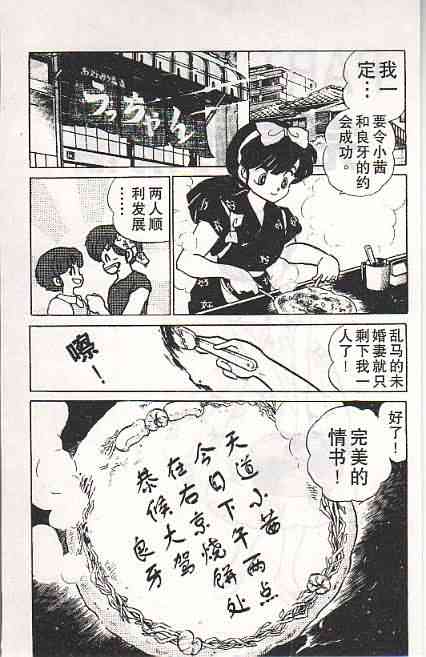 我一
定…
要令小茜
和良牙的约
会成功。
うっちゃん
两人顺
利发展
……
乱马的未
婚妻就只
剩下我一
人了！
嚓！
好了！
完美的
情书！
天道小茜
今日下午两点
在右京燒餅处
恭候大驾
良牙